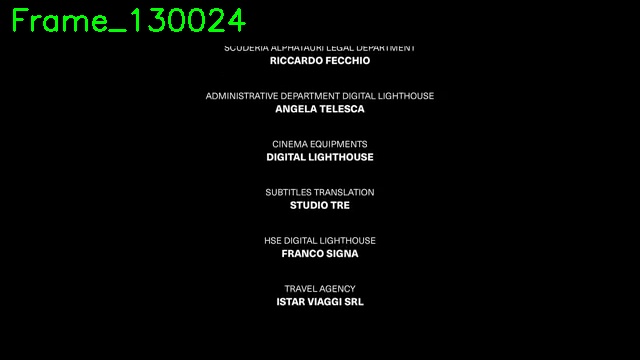 Frame_130024
SCUDERIA ALPHATAURI LEGAL DEPARTMENT
RICCARDO FECCHIO
ADMINISTRATIVE DEPARTMENT DIGITAL LIGHTHOUSE
ANGELA TELESCA
CINEMA EQUIPMENTS
DIGITAL LIGHTHOUSE
SUBTITLES TRANSLATION
STUDIO TRE
HSE DIGITAL LIGHTHOUSE
FRANCO SIGNA
TRAVEL AGENCY
ISTAR VIAGGI SRL